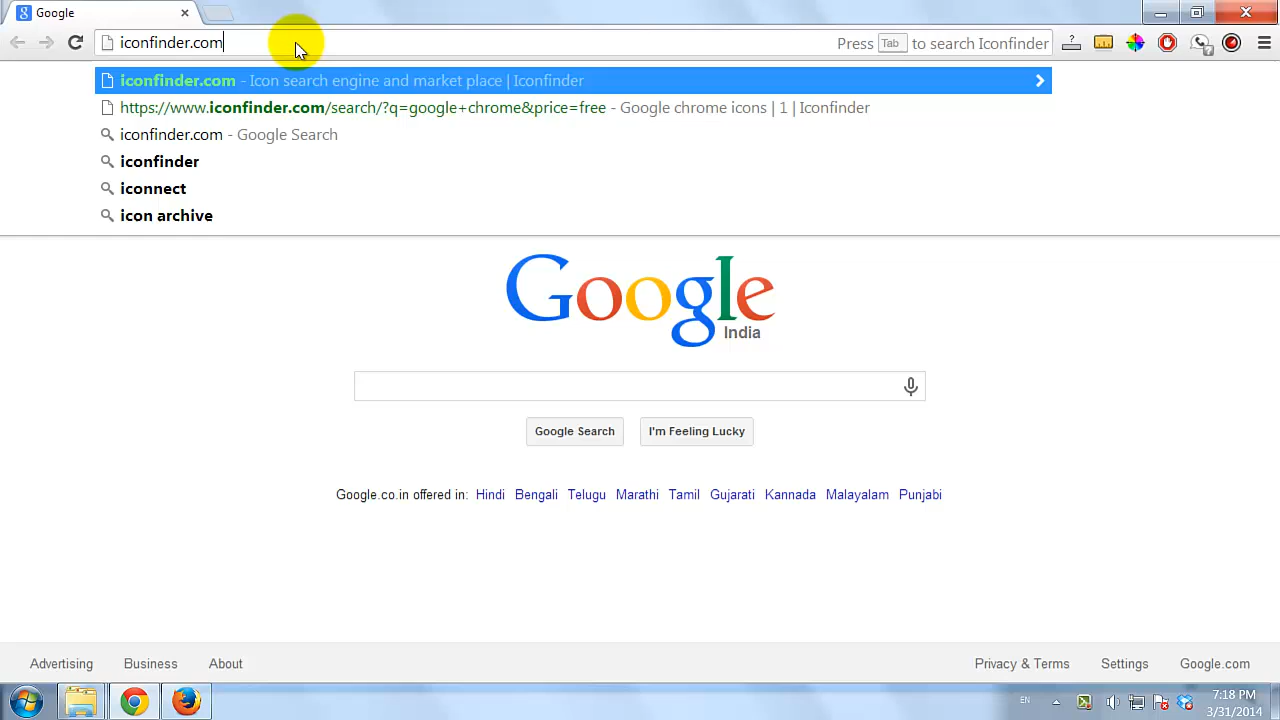 Google
iconfinder.com Press Tab to search Iconfinder
iconfinder.com - Icon search engine and market place | Iconfinder
https://www.iconfinder.com/search/?q=google+chrome&price=free - Google chrome icons | 1 | Iconfinder
iconfinder.com - Google Search
iconfinder
iconnect
icon archive
Google
India
Google Search I'm Feeling Lucky
Google.co.in offered in: Hindi Bengali Telugu Marathi Tamil Gujarati Kannada Malayalam Punjabi
Advertising Business About Privacy & Terms Settings Google.com
EN 7:18 PM
3/31/2014